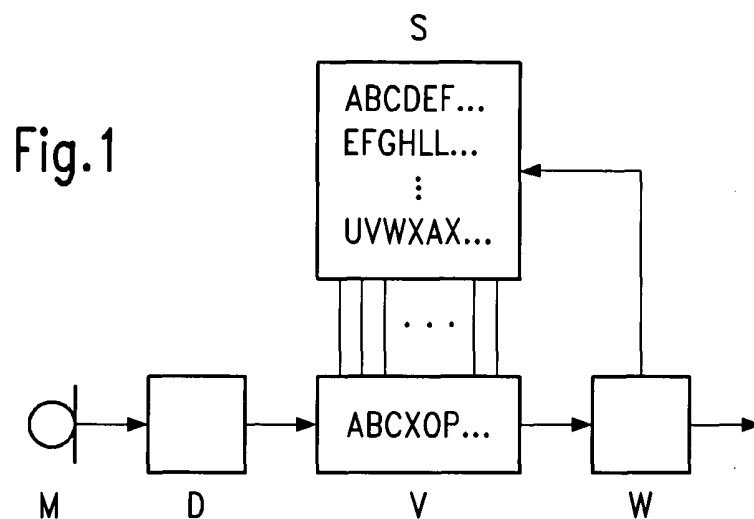 S
Fig.1
ABCDEF...
EFGHLL...
UVWXAX...
...
ABCXOP...
M D V W